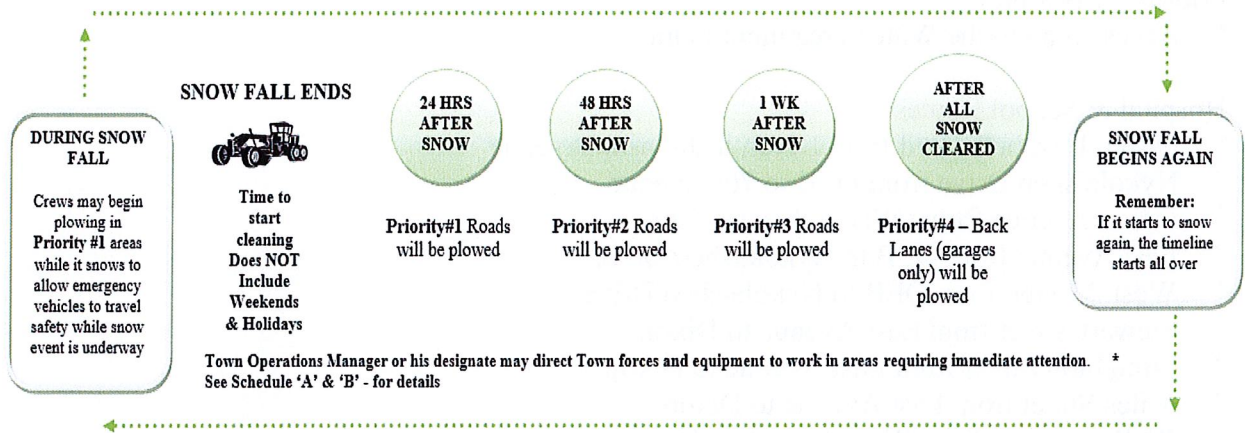 DURING SNOW
FALL
Crews may begin
plowing in
Priority #1 areas
while it snows to
allow emergency
vehicles to travel
safety while snow
event is underway
SNOW FALL ENDS
Time to
start
cleaning
Does NOT
Include
Weekends
& Holidays
24 HRS
AFTER
SNOW
Priority#1 Roads
will be plowed
48 HRS
AFTER
SNOW
Priority#2 Roads
will be plowed
1 WK
AFTER
SNOW
Priority#3 Roads
will be plowed
AFTER
ALL
SNOW
CLEARED
Priority#4 – Back
Lanes (garages
only) will be
plowed
SNOW FALL
BEGINS AGAIN
Remember:
If it starts to snow
again, the timeline
starts all over
Town Operations Manager or his designate may direct Town forces and equipment to work in areas requiring immediate attention. *
See Schedule ‘A’ & ‘B’ - for details